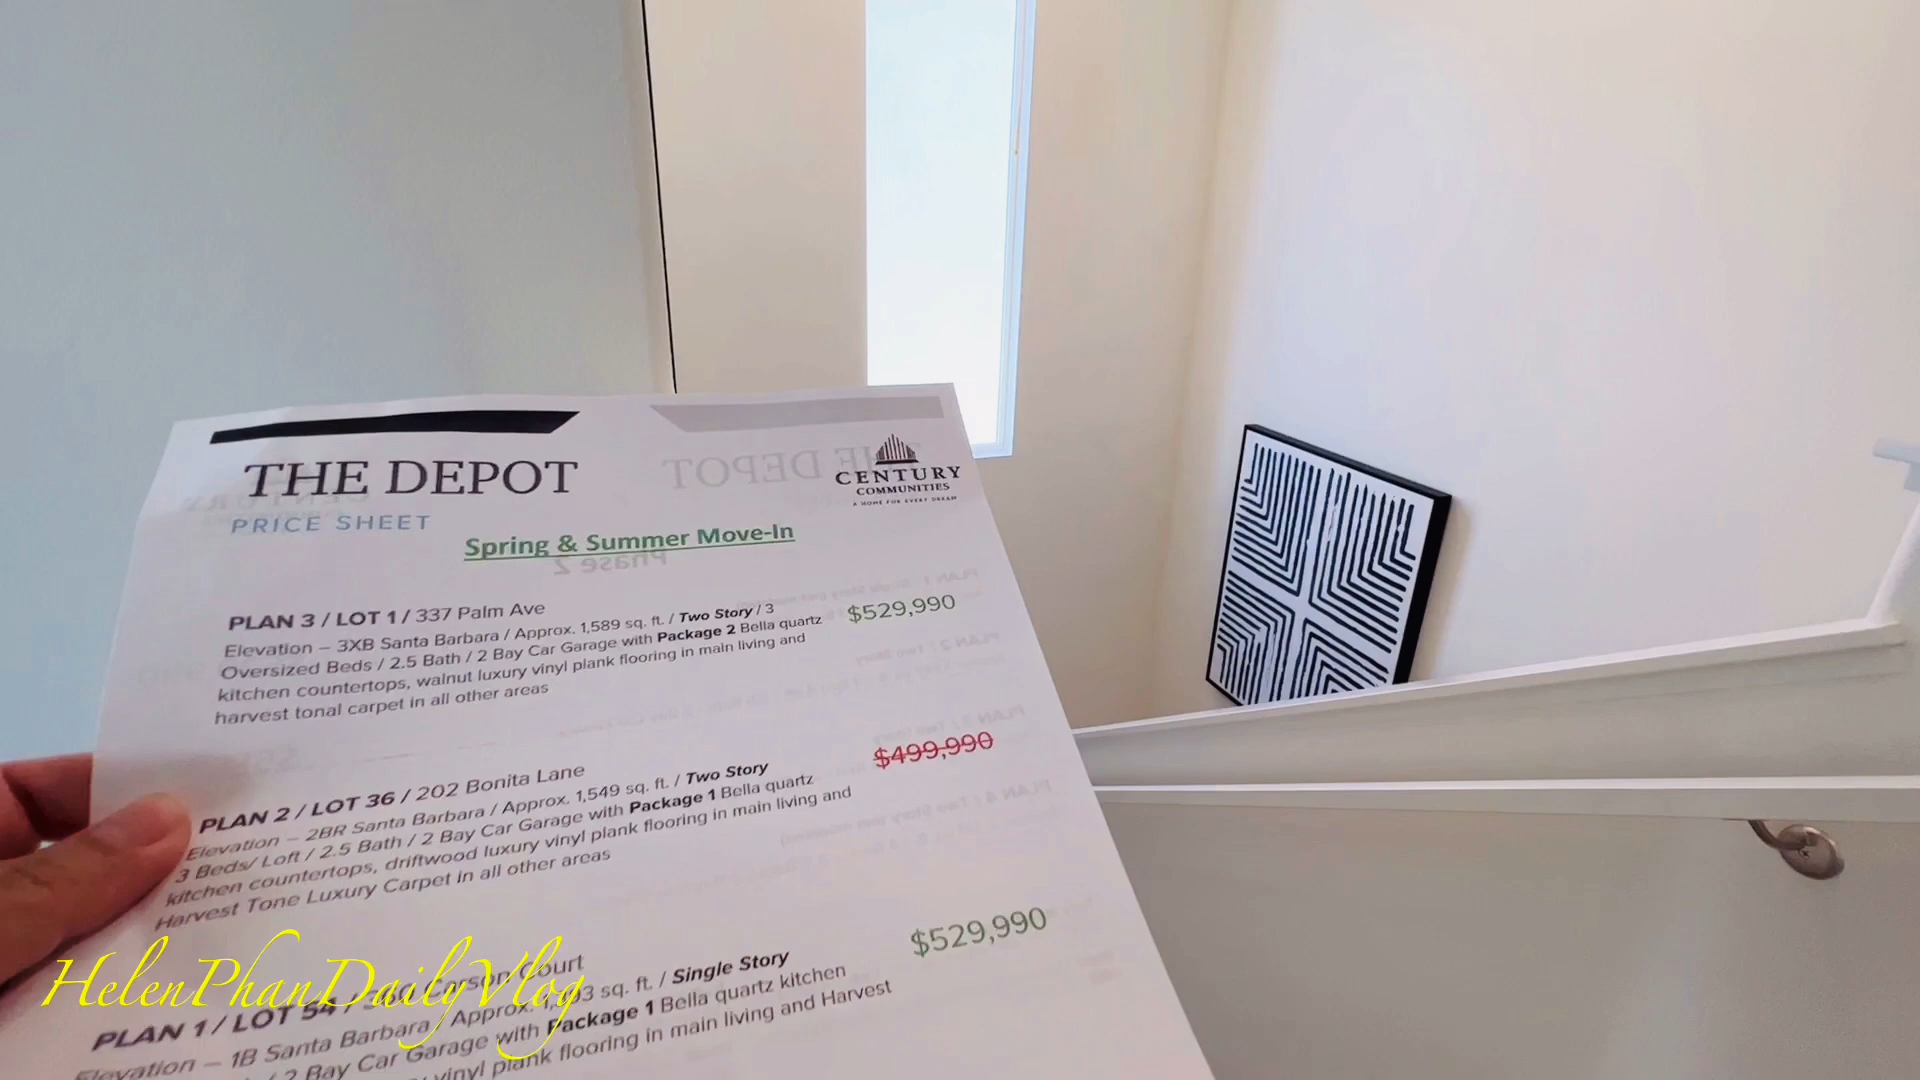 THE DEPOT
PRICE SHEET
CENTURY
COMMUNITIES
A HOME FOR EVERY DREAM
Spring & Summer Move-In
PLAN 3 / LOT 1 / 337 Palm Ave
$529,990
Elevation – 3XB Santa Barbara / Approx. 1,589 sq. ft. / Two Story / 3
Oversized Beds / 2.5 Bath / 2 Bay Car Garage with Package 2 Bella quartz
kitchen countertops, walnut luxury vinyl plank flooring in main living and
harvest tonal carpet in all other areas
PLAN 2 / LOT 36 / 202 Bonita Lane
$499,990
Elevation – 2BR Santa Barbara / Approx. 1,549 sq. ft. / Two Story
3 Beds/ Loft / 2.5 Bath / 2 Bay Car Garage with Package 1 Bella quartz
kitchen countertops, driftwood luxury vinyl plank flooring in main living and
Harvest Tone Luxury Carpet in all other areas
PLAN 1 / LOT 54 / Carson Court
$529,990
Elevation – 1B Santa Barbara / Approx. sq. ft. / Single Story
/ 2 Bay Car Garage with Package 1 Bella quartz kitchen
vinyl plank flooring in main living and Harvest
HelenPhanDailyVlog